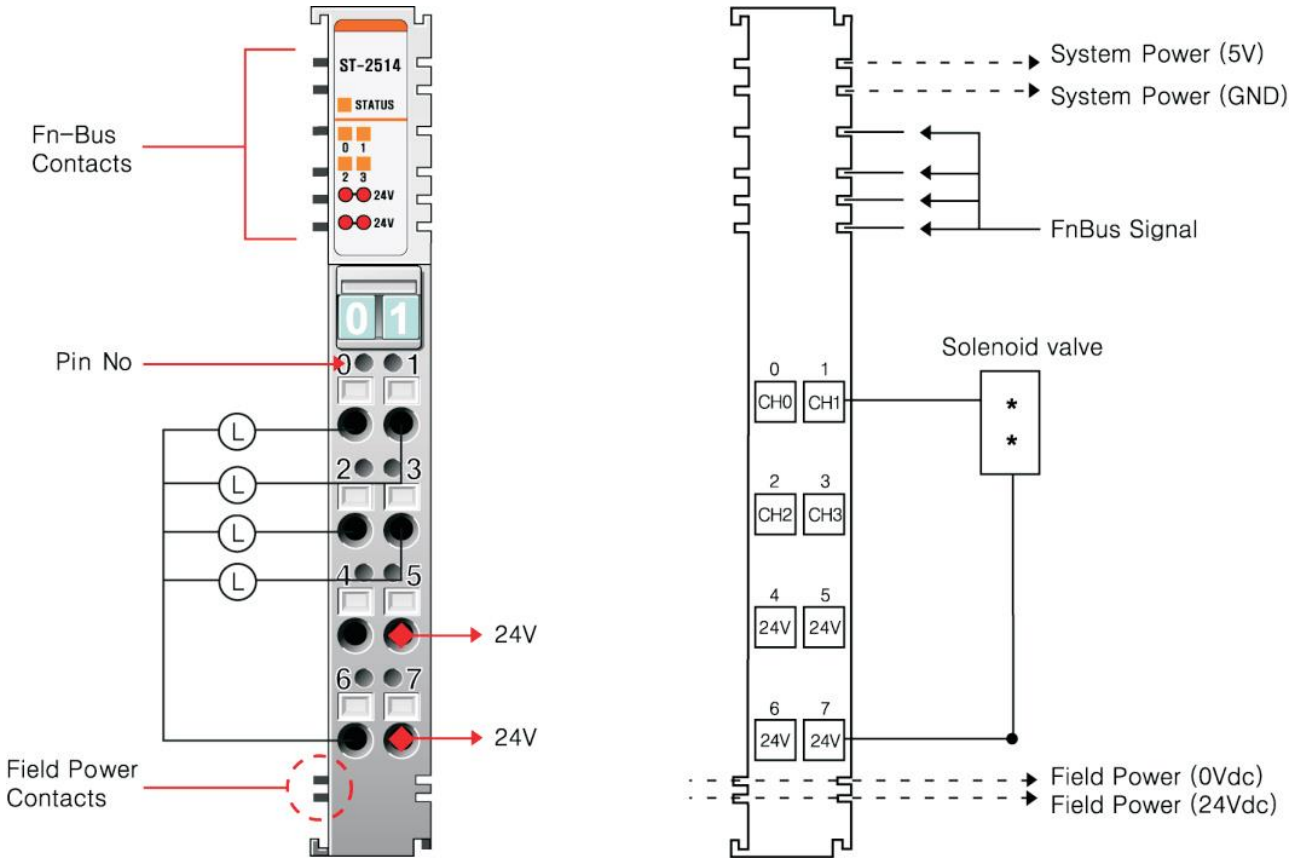 ST-2514
STATUS
0 1
2 3
24V
24V
Fn-Bus
Contacts
01
Pin No
0 1
L
2 3
L
L
L
4 5
24V
6 7
24V
Field Power
Contacts
System Power (5V)
System Power (GND)
FnBus Signal
Solenoid valve
0 1
CH0 CH1
*
*
2 3
CH2 CH3
4 5
24V 24V
6 7
24V 24V
Field Power (0Vdc)
Field Power (24Vdc)